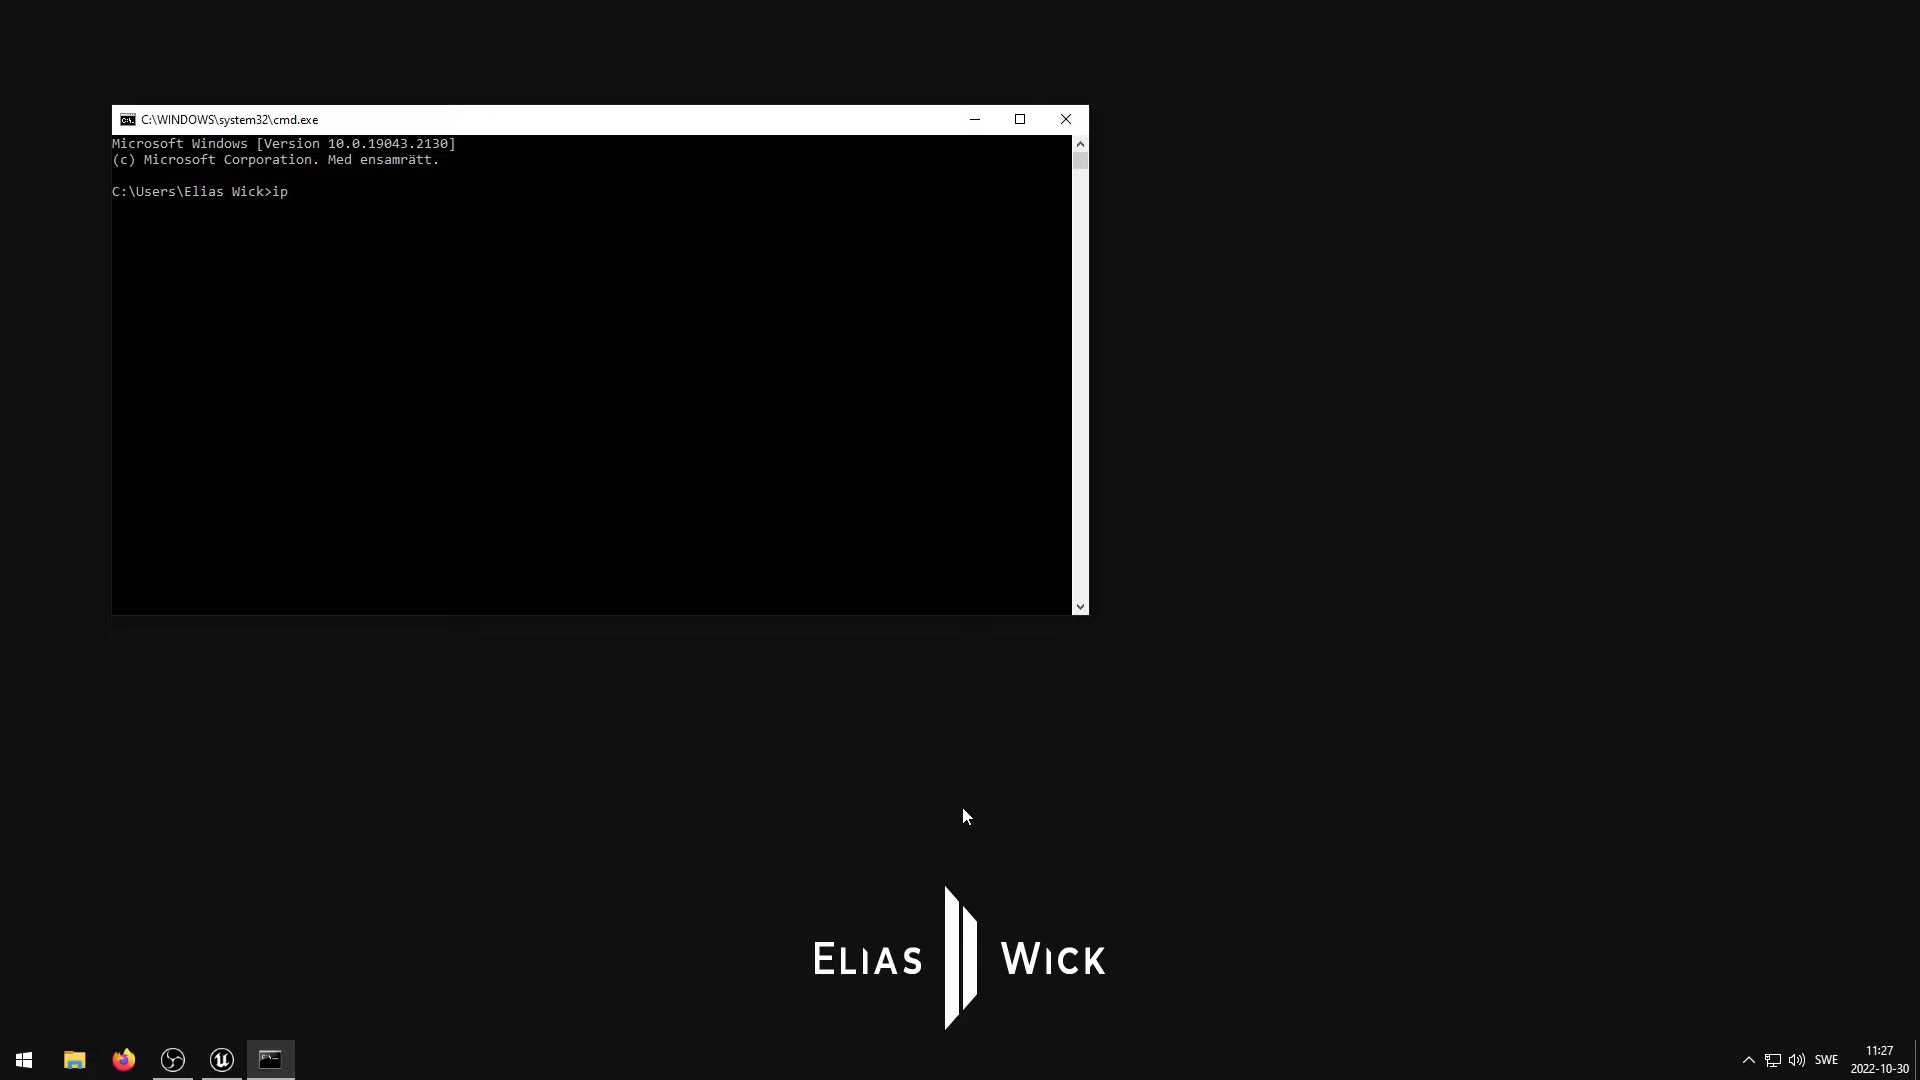 C:\WINDOWS\system32\cmd.exe
Microsoft Windows [Version 10.0.19043.2130]
(c) Microsoft Corporation. Med ensamrätt.
C:\Users\Elias Wick>ip
ELIAS WICK
SWE
11:27
2022-10-30